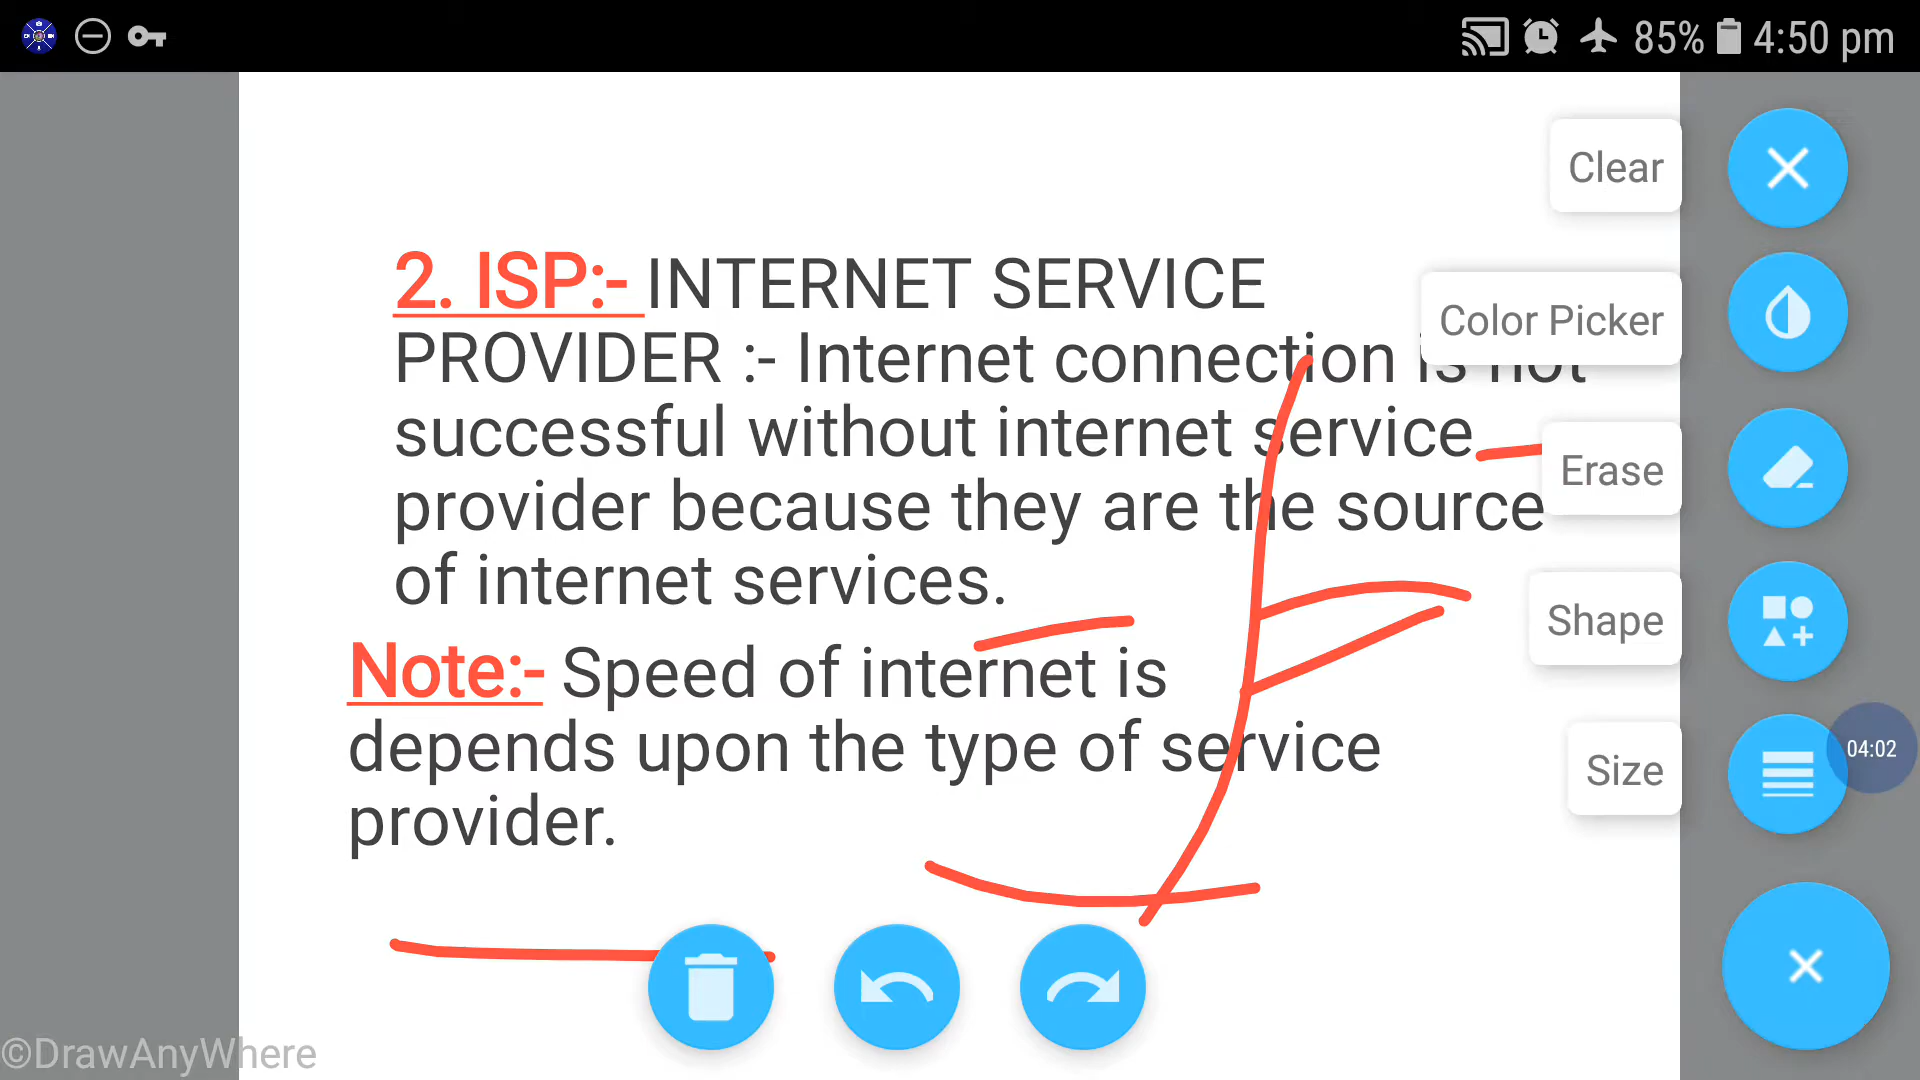 85% 4:50 pm
Clear
2. ISP:- INTERNET SERVICE
Color Picker
PROVIDER :- Internet connection is not
successful without internet service
Erase
provider because they are the source
of internet services.
Shape
Note:- Speed of internet is
depends upon the type of service
Size
04:02
provider.
©DrawAnyWhere